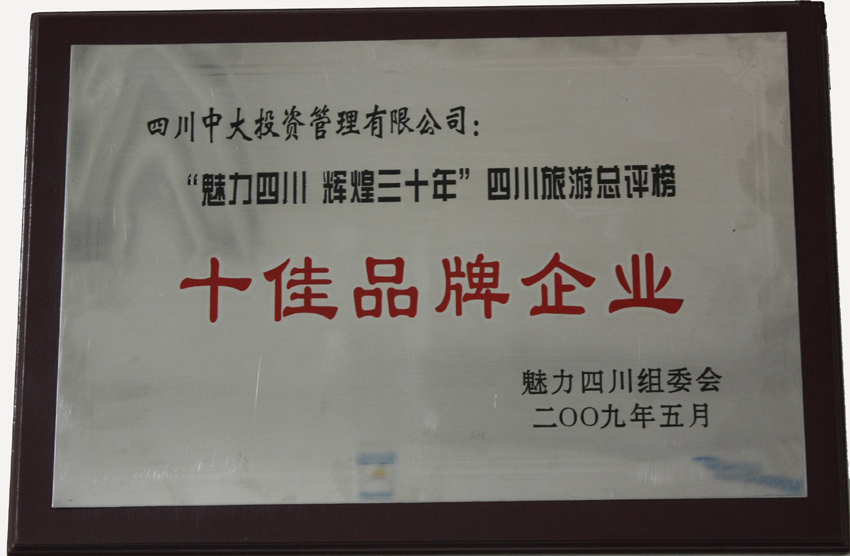 四川中大投资管理有限公司：
“魅力四川 辉煌三十年”四川旅游总评榜
十佳品牌企业
魅力四川组委会
二〇〇九年五月